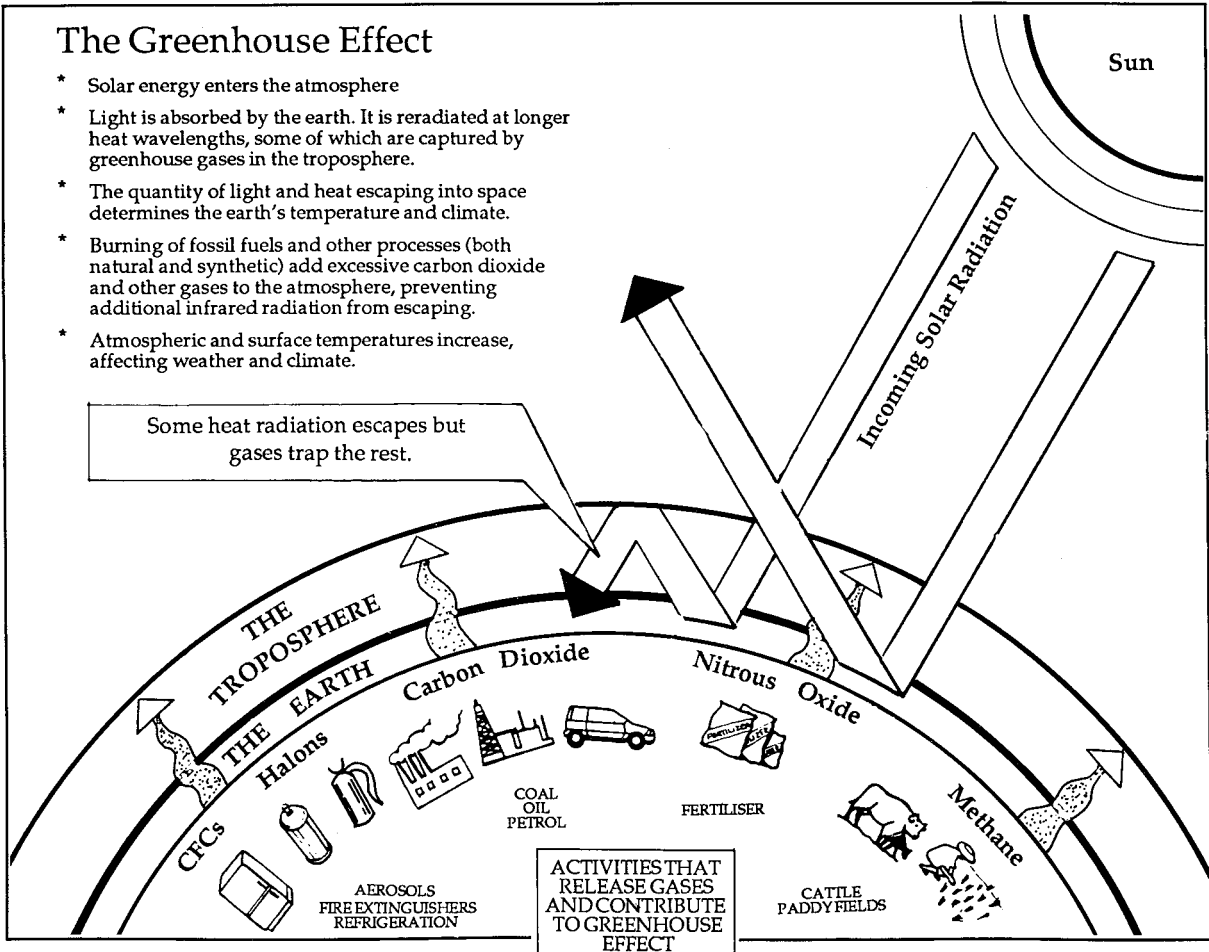 The Greenhouse Effect
* Solar energy enters the atmosphere
* Light is absorbed by the earth. It is reradiated at longer
heat wavelengths, some of which are captured by
greenhouse gases in the troposphere.
* The quantity of light and heat escaping into space
determines the earth's temperature and climate.
* Burning of fossil fuels and other processes (both
natural and synthetic) add excessive carbon dioxide
and other gases to the atmosphere, preventing
additional infrared radiation from escaping.
* Atmospheric and surface temperatures increase,
affecting weather and climate.
Sun
Incoming Solar Radiation
Some heat radiation escapes but
gases trap the rest.
THE
TROPOSPHERE
THE EARTH
CFCs
Halons
Carbon Dioxide
Nitrous Oxide
Methane
COAL
OIL
PETROL
FERTILISER
AEROSOLS
FIRE EXTINGUISHERS
REFRIGERATION
CATTLE
PADDY FIELDS
ACTIVITIES THAT
RELEASE GASES
AND CONTRIBUTE
TO GREENHOUSE
EFFECT